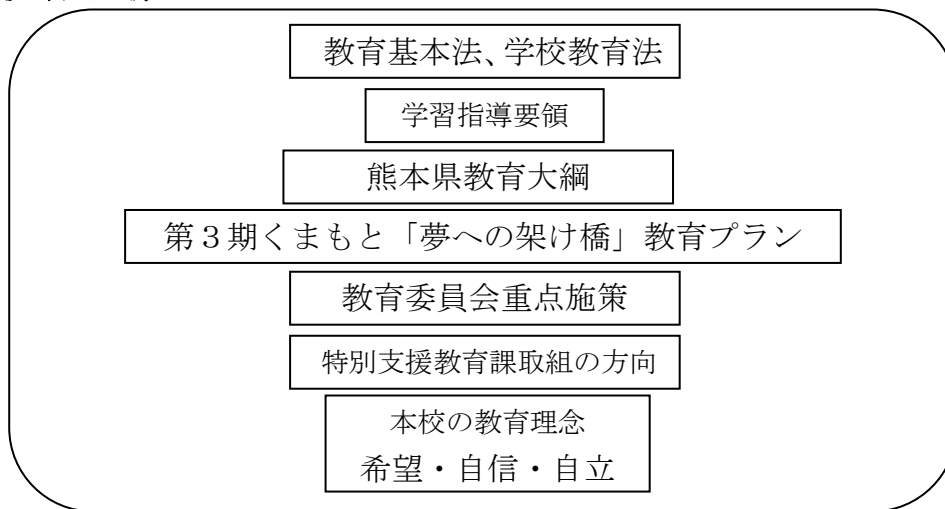 教育基本法、学校教育法
学習指導要領
熊本県教育大綱
第３期くまもと「夢への架け橋」教育プラン
教育委員会重点施策
特別支援教育課取組の方向
本校の教育理念
希望・自信・自立